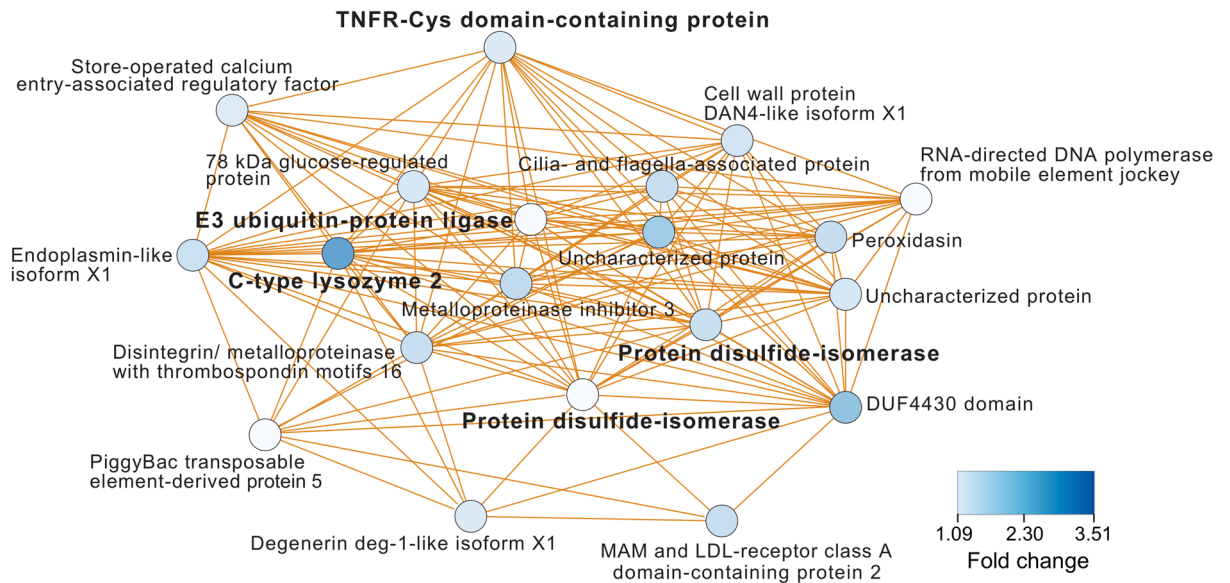 TNFR-Cys domain-containing protein
Store-operated calcium
entry-associated regulatory factor
Cell wall protein
DAN4-like isoform X1
78 kDa glucose-regulated
protein
Cilia- and flagella-associated protein
RNA-directed DNA polymerase
from mobile element jockey
E3 ubiquitin-protein ligase
Endoplasmin-like
isoform X1
Uncharacterized protein
Peroxidasin
C-type lysozyme 2
Metalloproteinase inhibitor 3
Uncharacterized protein
Disintegrin/ metalloproteinase
with thrombospondin motifs 16
Protein disulfide-isomerase
Protein disulfide-isomerase
DUF4430 domain
PiggyBac transposable
element-derived protein 5
Degenerin deg-1-like isoform X1
MAM and LDL-receptor class A
domain-containing protein 2
1.09 2.30 3.51
Fold change